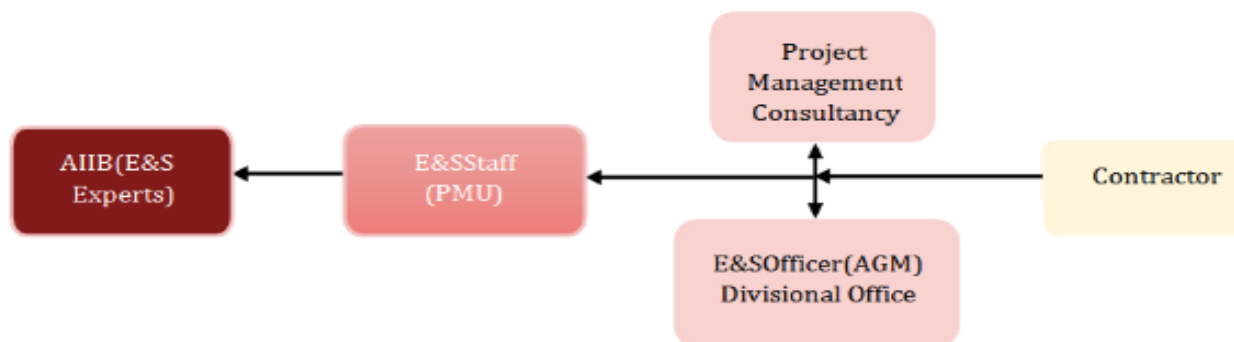 Project
Management
Consultancy
AIIB(E&S
Experts)
E&SStaff
(PMU)
Contractor
E&SOfficer(AGM)
Divisional Office